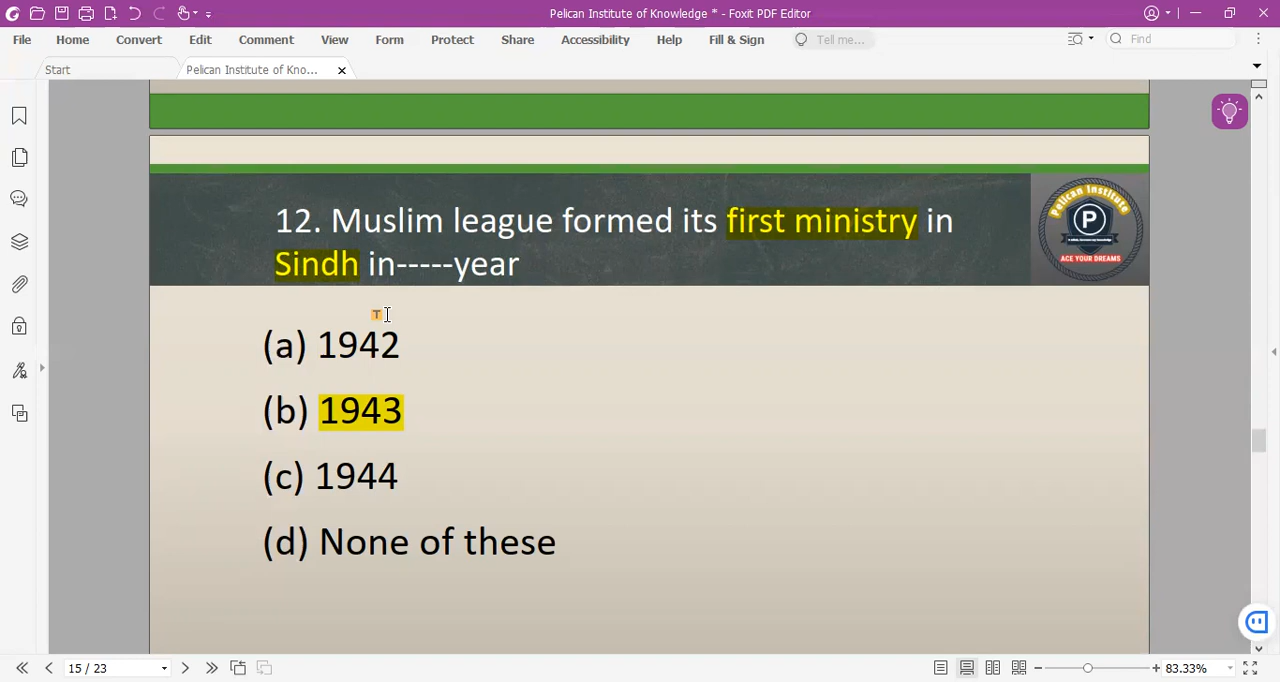 Pelican Institute of Knowledge * - Foxit PDF Editor
File Home Convert Edit Comment View Form Protect Share Accessibility Help Fill & Sign Tell me... Find
Start Pelican Institute of Kno...
12. Muslim league formed its first ministry in
Sindh in-----year
Pelican Institute
P
ACE YOUR DREAMS
T
(a) 1942
(b) 1943
(c) 1944
(d) None of these
15 / 23 83.33%